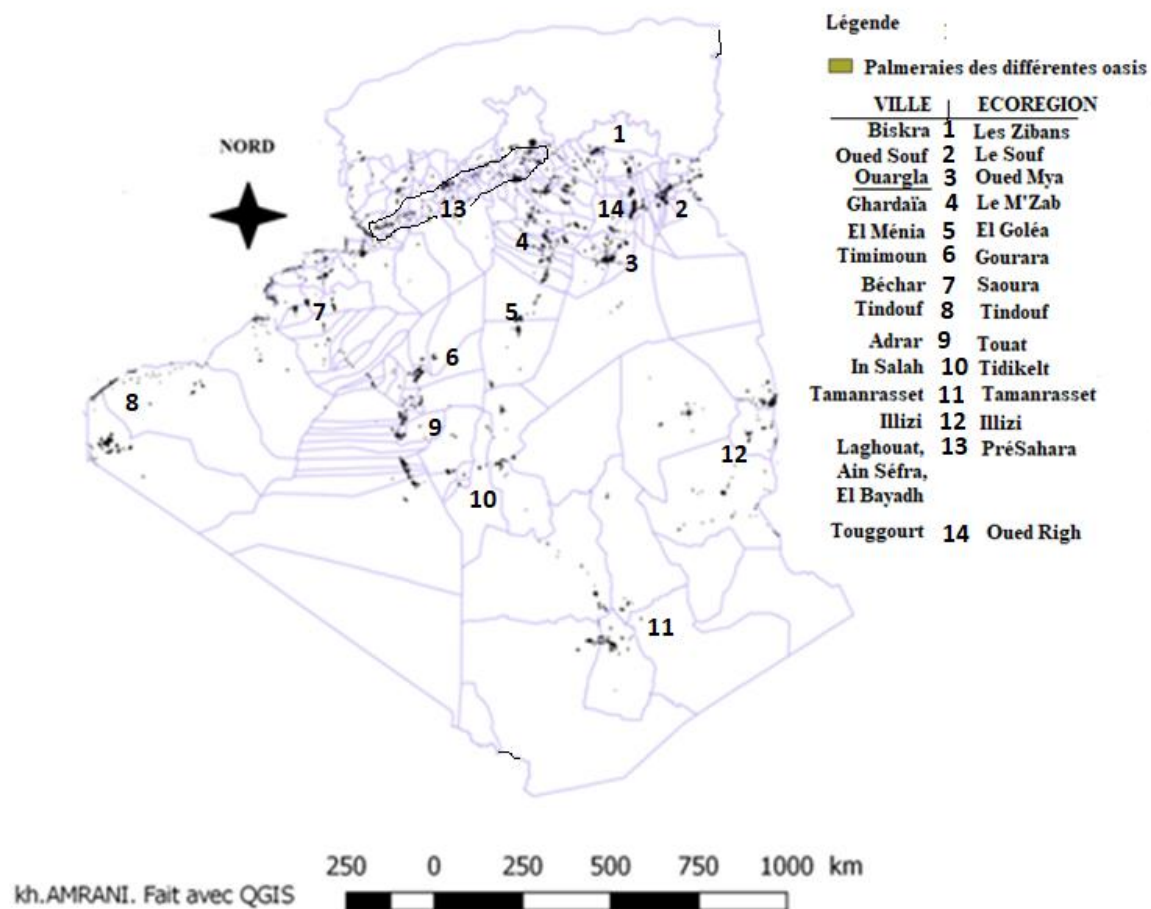 Légende :
Palmeraies des différentes oasis
VILLE | ECOREGION
Biskra 1 Les Zibans
Oued Souf 2 Le Souf
Ouargla 3 Oued Mya
Ghardaïa 4 Le M'Zab
El Ménia 5 El Goléa
Timimoun 6 Gourara
Béchar 7 Saoura
Tindouf 8 Tindouf
Adrar 9 Touat
In Salah 10 Tidikelt
Tamanrasset 11 Tamanrasset
Illizi 12 Illizi
Laghouat, 13 PréSahara
Ain Séfra,
El Bayadh
Touggourt 14 Oued Righ
NORD
1
13
14
2
4
3
7
5
6
8
9
12
10
11
250 0 250 500 750 1000 km
kh.AMRANI. Fait avec QGIS